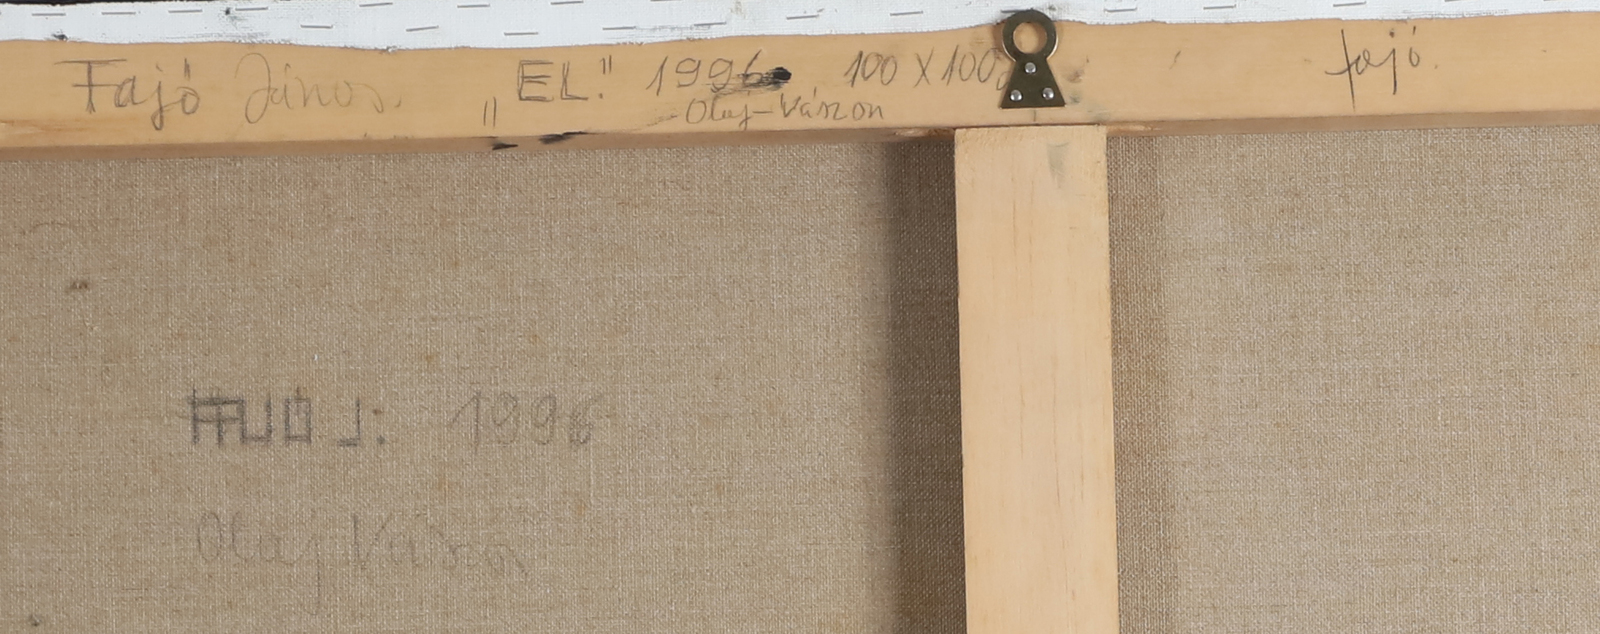 Fajó János. „EL." 1996 100 X 100 fajó.
Olaj-Vászon
FAJÓ J. 1996
Olaj Vászon